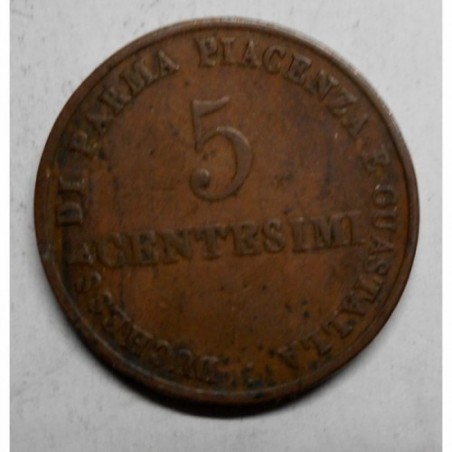 DUCHESSA DI PARMA PIACENZA E GUASTALLA
5
CENTESIMI